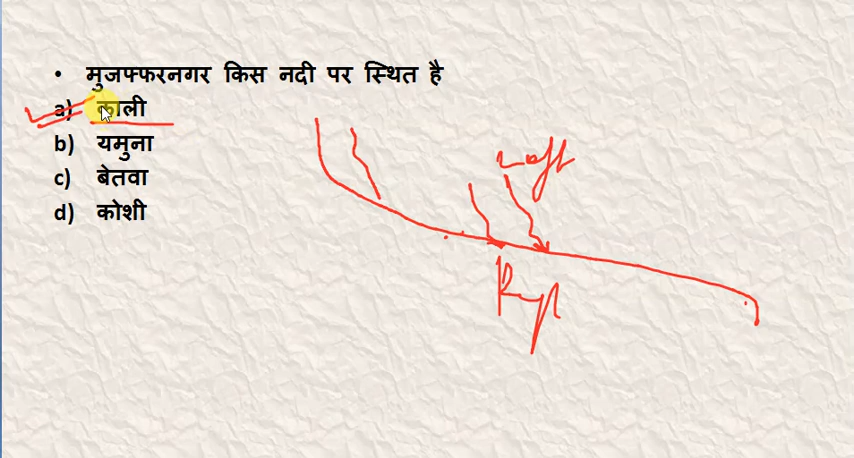 • मुजफ्फरनगर किस नदी पर स्थित है
a) काली
b) यमुना
c) बेतवा
d) कोशी